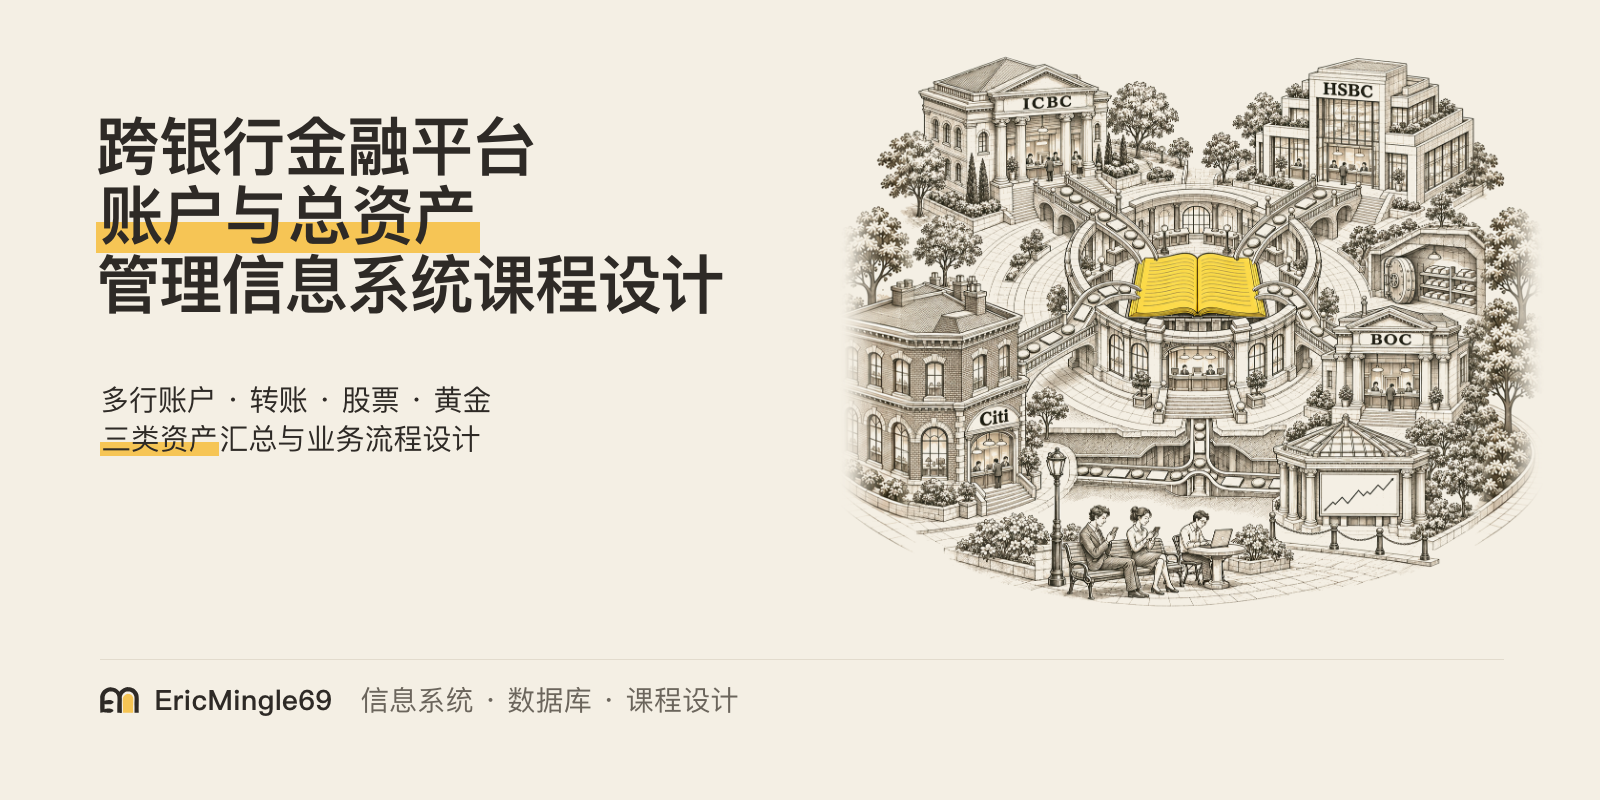 跨银行金融平台
账户与总资产
管理信息系统课程设计
多行账户 · 转账 · 股票 · 黄金
三类资产汇总与业务流程设计
ICBC
HSBC
BOC
Citi
EricMingle69 信息系统 · 数据库 · 课程设计